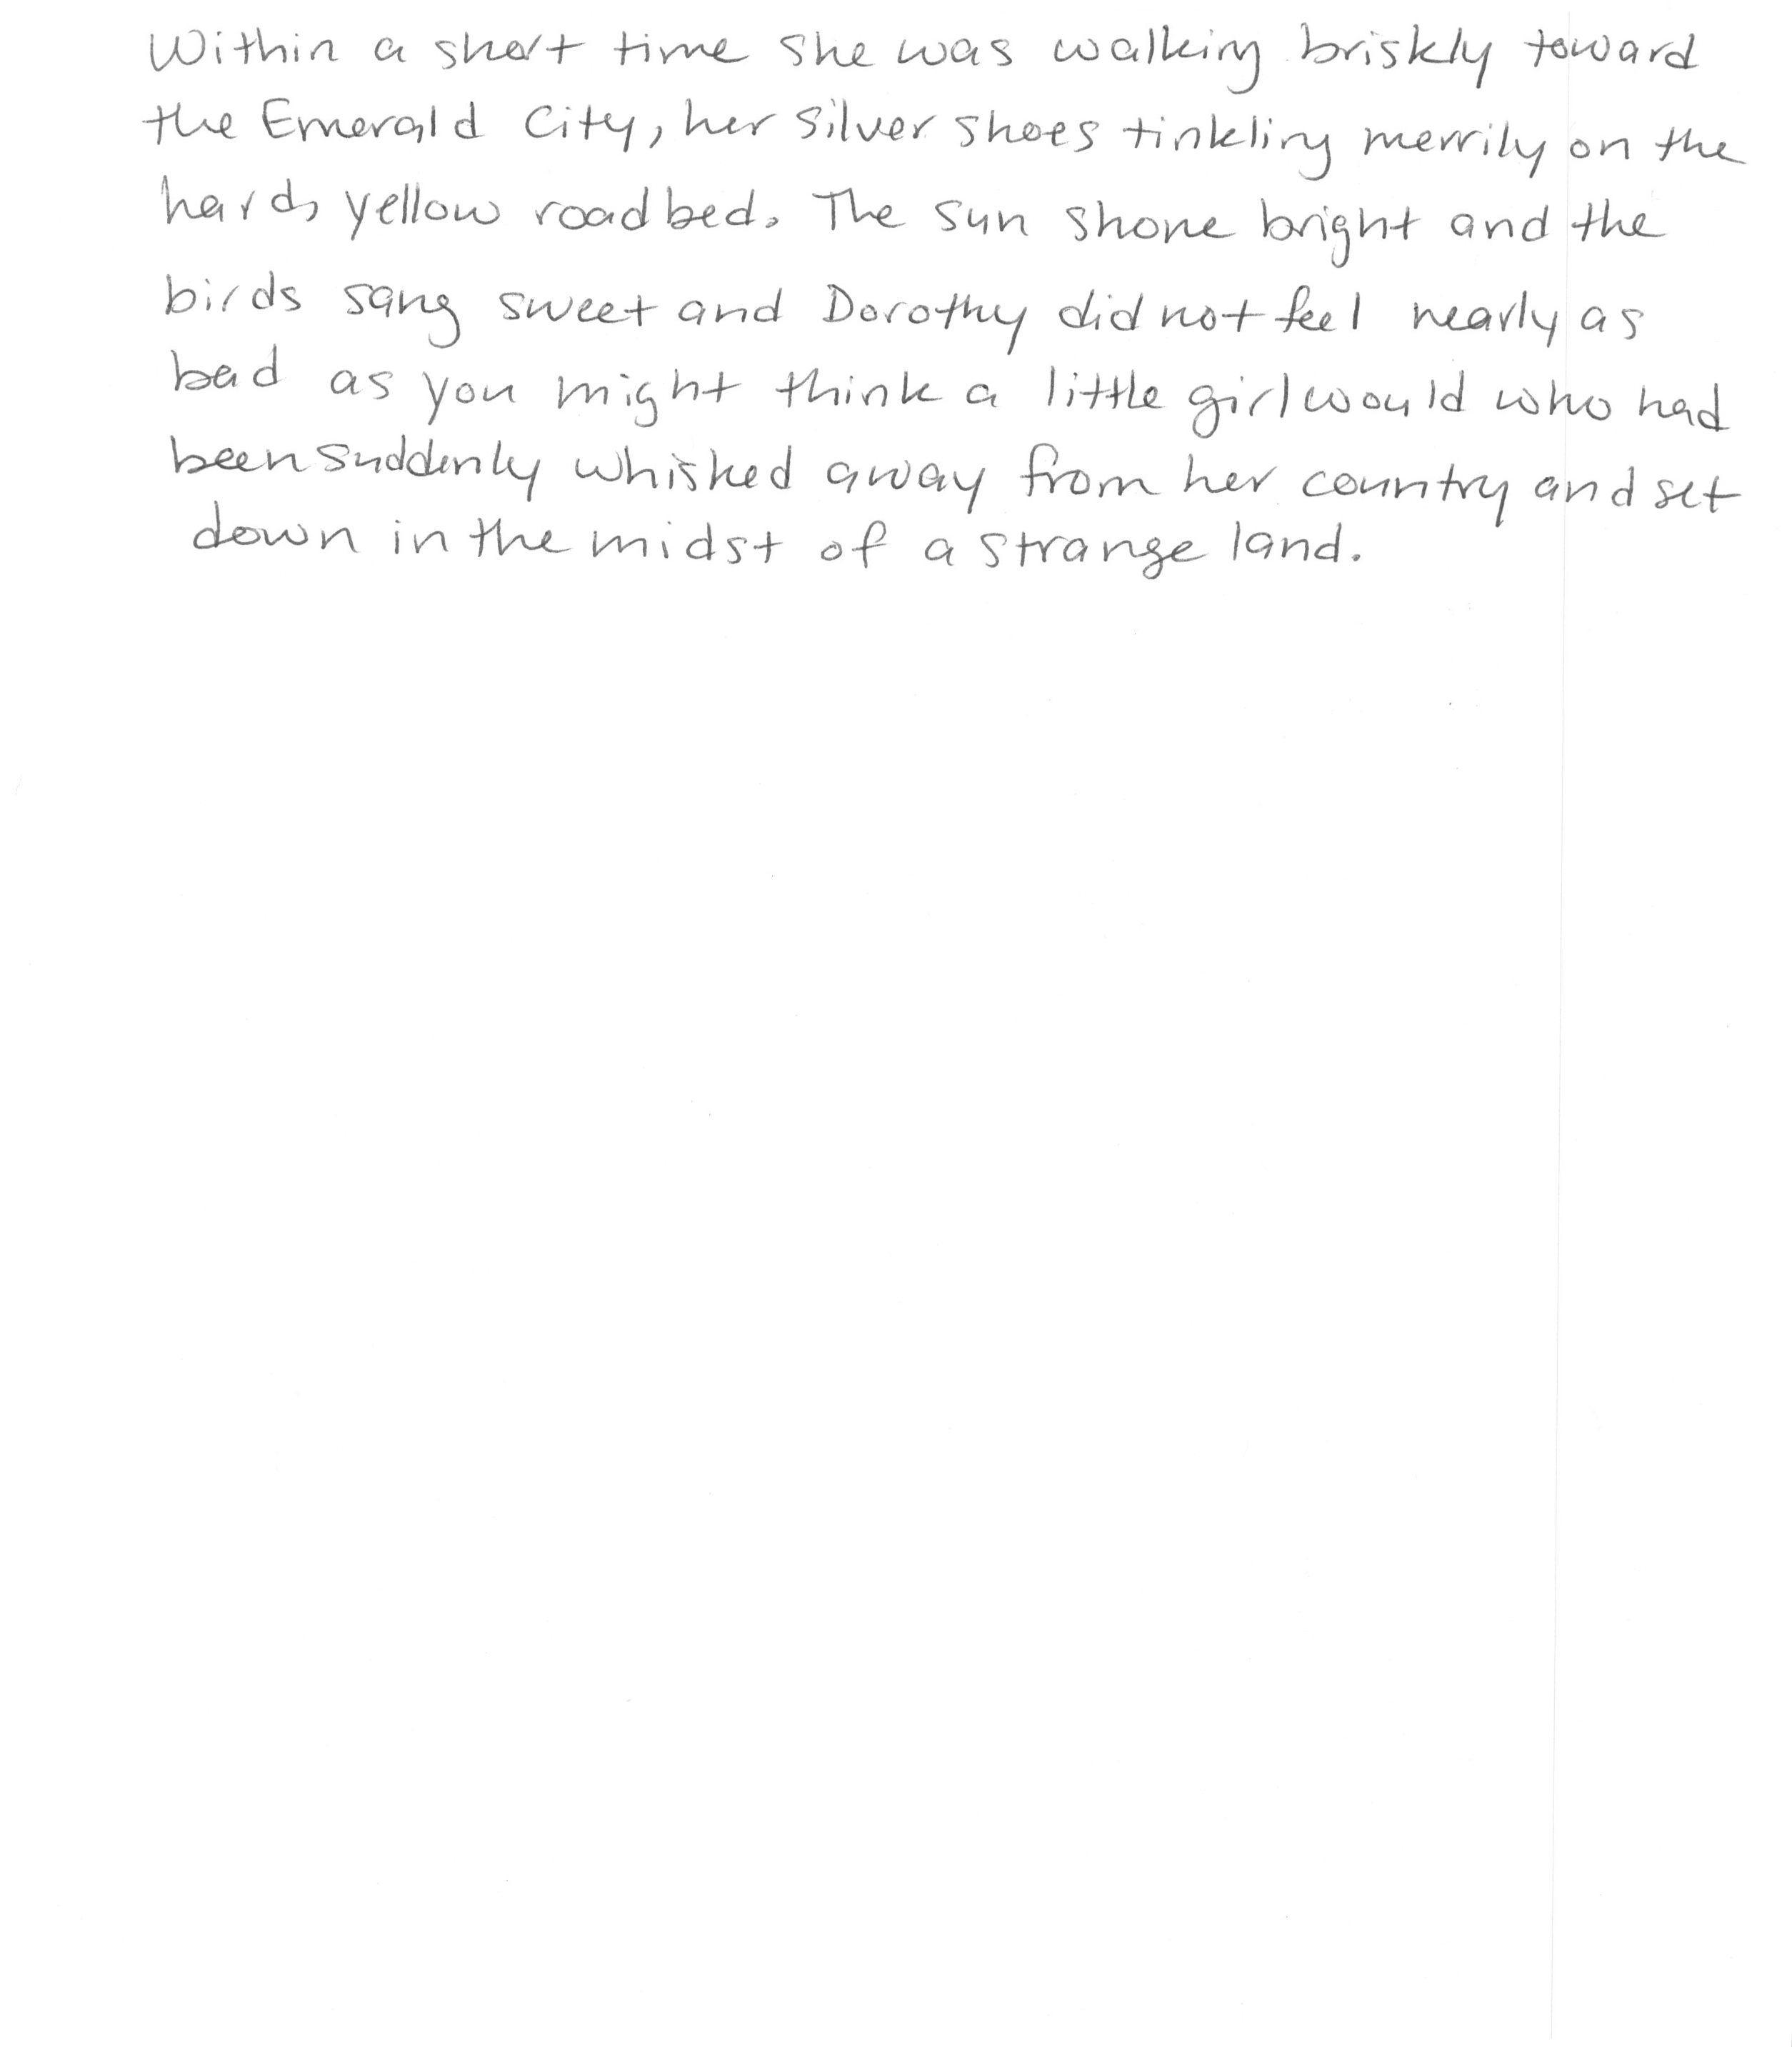 Within a short time she was walking briskly toward
the Emerald City, her silver shoes tinkling merrily on the
hard, yellow roadbed. The sun shone bright and the
birds sang sweet and Dorothy did not feel nearly as
bad as you might think a little girl would who had
been suddenly whisked away from her country and set
down in the midst of a strange land.